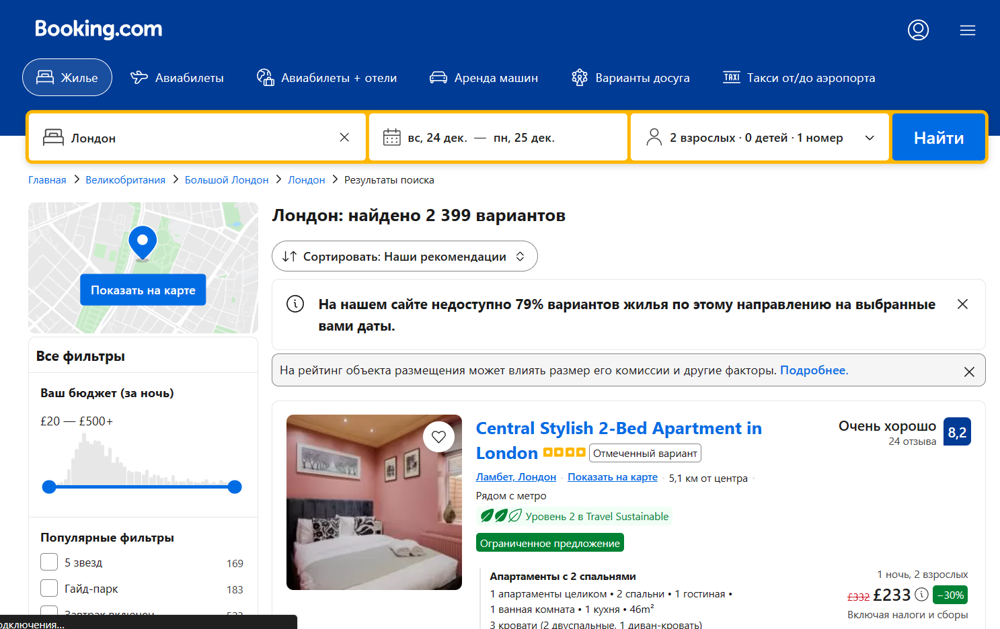 Booking.com
Жилье
Авиабилеты
Авиабилеты + отели
Аренда машин
Варианты досуга
TAXI Такси от/до аэропорта
Лондон
вс, 24 дек. — пн, 25 дек.
2 взрослых · 0 детей · 1 номер
Найти
Главная
Великобритания
Большой Лондон
Лондон
Результаты поиска
Показать на карте
Все фильтры
Ваш бюджет (за ночь)
£20 — £500+
Популярные фильтры
5 звезд 169
Гайд-парк 183
Завтрак включен
одключения...
Лондон: найдено 2 399 вариантов
Сортировать: Наши рекомендации
На нашем сайте недоступно 79% вариантов жилья по этому направлению на выбранные
вами даты.
На рейтинг объекта размещения может влиять размер его комиссии и другие факторы. Подробнее.
Central Stylish 2-Bed Apartment in
London Отмеченный вариант
Ламбет, Лондон · Показать на карте · 5,1 км от центра ·
Рядом с метро
Уровень 2 в Travel Sustainable
Ограниченное предложение
Очень хорошо
24 отзыва
8,2
Апартаменты с 2 спальнями
1 апартаменты целиком • 2 спальни • 1 гостиная •
1 ванная комната • 1 кухня • 46m²
3 кровати (2 двуспальные, 1 диван-кровать)
1 ночь, 2 взрослых
£332 £233 −30%
Включая налоги и сборы